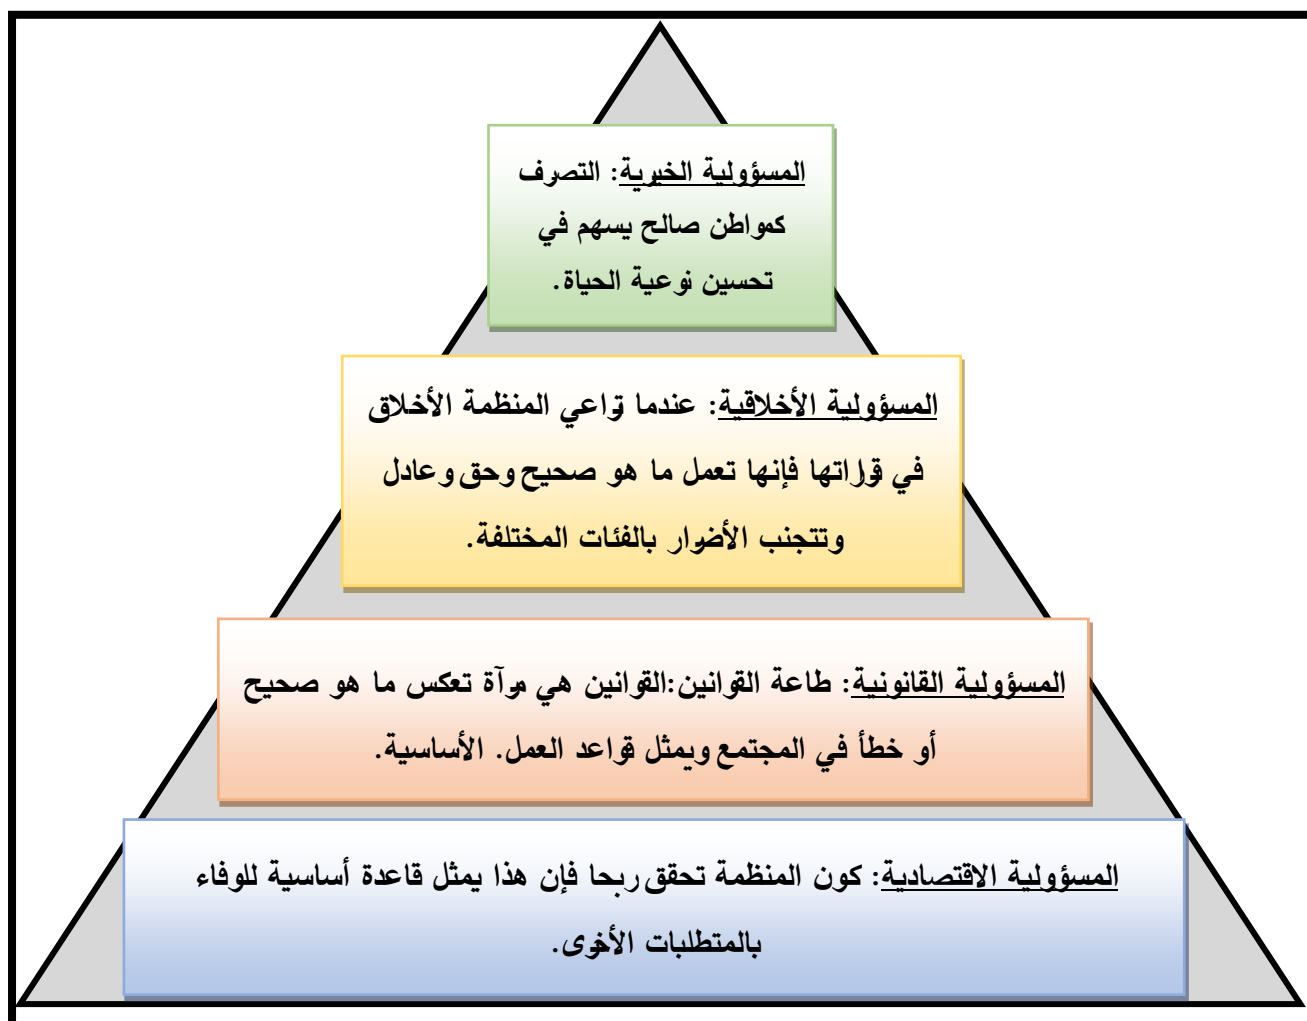 المسؤولية الخيرية: التصرف
كمواطن صالح يسهم في
تحسين نوعية الحياة.
المسؤولية الأخلاقية: عندما تراعي المنظمة الأخلاق
في قراراتها فإنها تعمل ما هو صحيح وحق وعادل
وتتجنب الأضرار بالفئات المختلفة.
المسؤولية القانونية: طاعة القوانين:القوانين هي مرآة تعكس ما هو صحيح
أو خطأ في المجتمع ويمثل قواعد العمل. الأساسية.
المسؤولية الاقتصادية: كون المنظمة تحقق ربحا فإن هذا يمثل قاعدة أساسية للوفاء
بالمتطلبات الأخرى.